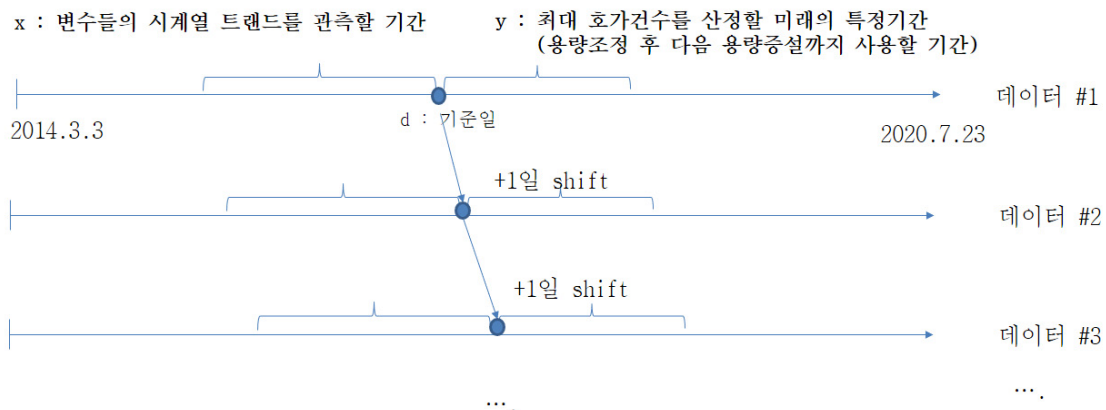 x : 변수들의 시계열 트랜드를 관측할 기간
y : 최대 호가건수를 산정할 미래의 특정기간
(용량조정 후 다음 용량증설까지 사용할 기간)
데이터 #1
2014.3.3
d : 기준일
2020.7.23
+1일 shift
데이터 #2
+1일 shift
데이터 #3
….
….